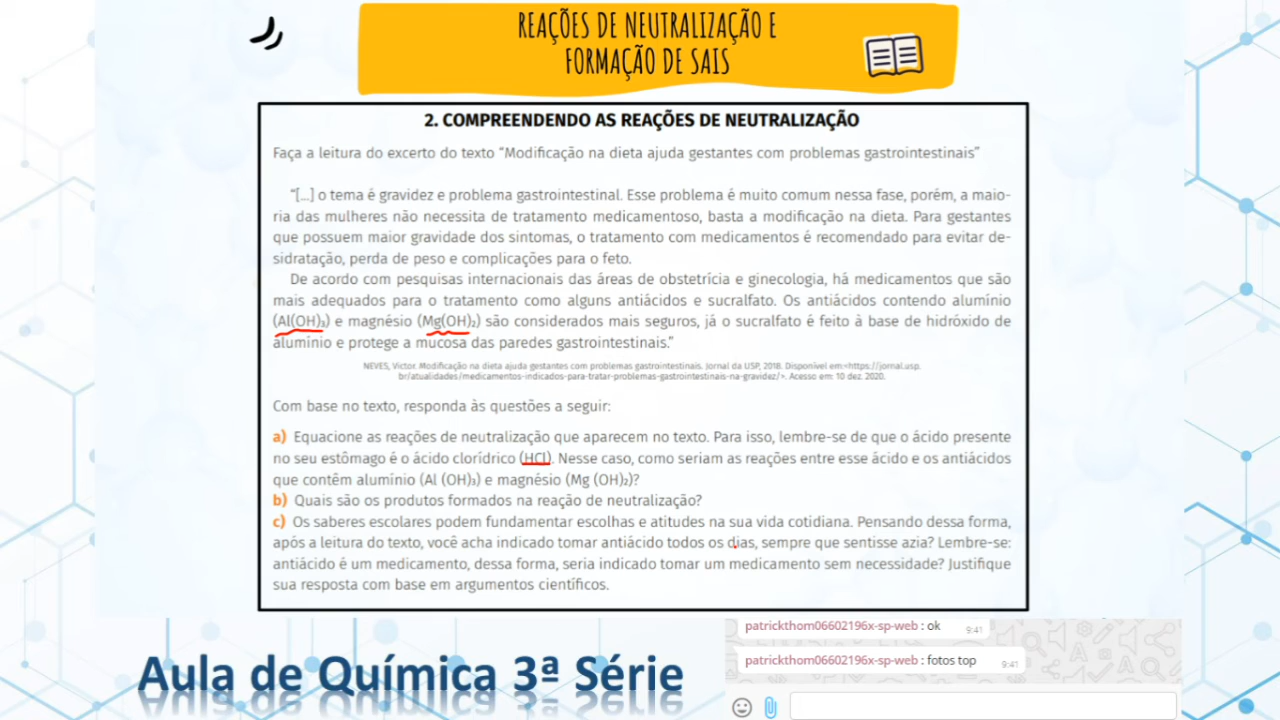 REAÇÕES DE NEUTRALIZAÇÃO E
FORMAÇÃO DE SAIS
2. COMPREENDENDO AS REAÇÕES DE NEUTRALIZAÇÃO
Faça a leitura do excerto do texto “Modificação na dieta ajuda gestantes com problemas gastrointestinais”
“[...] o tema é gravidez e problema gastrointestinal. Esse problema é muito comum nessa fase, porém, a maio-
ria das mulheres não necessita de tratamento medicamentoso, basta a modificação na dieta. Para gestantes
que possuem maior gravidade dos sintomas, o tratamento com medicamentos é recomendado para evitar de-
sidratação, perda de peso e complicações para o feto.
De acordo com pesquisas internacionais das áreas de obstetrícia e ginecologia, há medicamentos que são
mais adequados para o tratamento como alguns antiácidos e sucralfato. Os antiácidos contendo alumínio
(Al(OH)₃) e magnésio (Mg(OH)₂) são considerados mais seguros, já o sucralfato é feito à base de hidróxido de
alumínio e protege a mucosa das paredes gastrointestinais.”
NEVES, Victor. Modificação na dieta ajuda gestantes com problemas gastrointestinais. Jornal da USP, 2018. Disponível em:<https://jornal.usp.
br/atualidades/medicamentos-indicados-para-tratar-problemas-gastrointestinais-na-gravidez/>. Acesso em: 10 dez. 2020.
Com base no texto, responda às questões a seguir:
a) Equacione as reações de neutralização que aparecem no texto. Para isso, lembre-se de que o ácido presente
no seu estômago é o ácido clorídrico (HCl). Nesse caso, como seriam as reações entre esse ácido e os antiácidos
que contêm alumínio (Al (OH)₃) e magnésio (Mg (OH)₂)?
b) Quais são os produtos formados na reação de neutralização?
c) Os saberes escolares podem fundamentar escolhas e atitudes na sua vida cotidiana. Pensando dessa forma,
após a leitura do texto, você acha indicado tomar antiácido todos os dias, sempre que sentisse azia? Lembre-se:
antiácido é um medicamento, dessa forma, seria indicado tomar um medicamento sem necessidade? Justifique
sua resposta com base em argumentos científicos.
Aula de Química 3ª Série
patrickthom06602196x-sp-web : ok 9:41
patrickthom06602196x-sp-web : fotos top 9:41